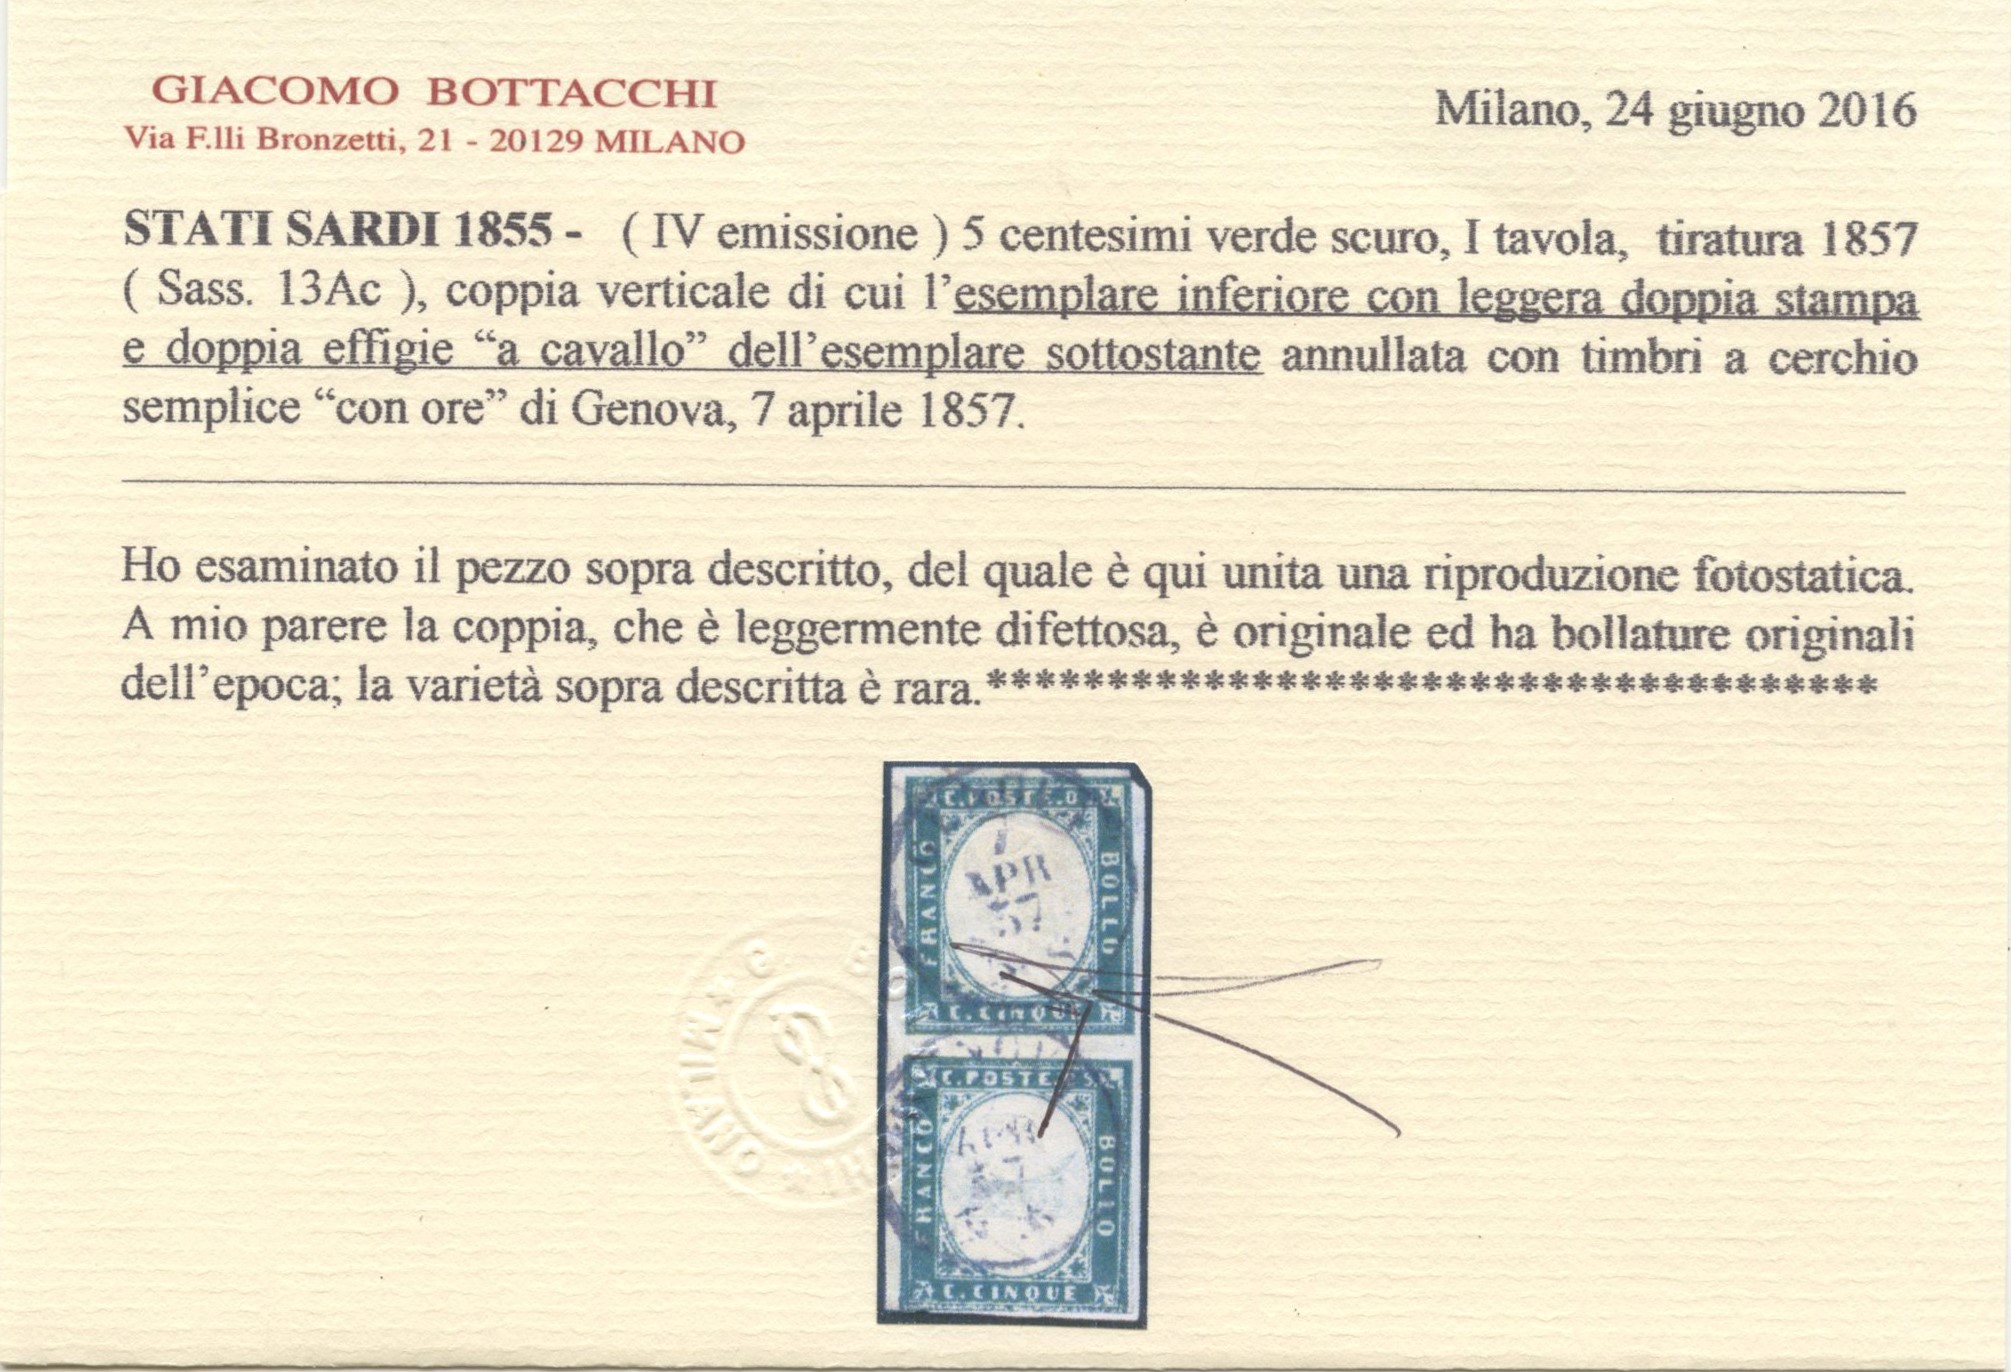 GIACOMO BOTTACCHI
Via F.lli Bronzetti, 21 - 20129 MILANO
Milano, 24 giugno 2016
STATI SARDI 1855 - ( IV emissione ) 5 centesimi verde scuro, I tavola, tiratura 1857
( Sass. 13Ac ), coppia verticale di cui l'esemplare inferiore con leggera doppia stampa
e doppia effigie “a cavallo” dell'esemplare sottostante annullata con timbri a cerchio
semplice “con ore” di Genova, 7 aprile 1857.
Ho esaminato il pezzo sopra descritto, del quale è qui unita una riproduzione fotostatica.
A mio parere la coppia, che è leggermente difettosa, è originale ed ha bollature originali
dell'epoca; la varietà sopra descritta è rara.*************************************
C. POSTE
FRANCO
BOLLO
APR
57
C. CINQUE
C. POSTE
FRANCO
BOLLO
C. CINQUE
MILANO